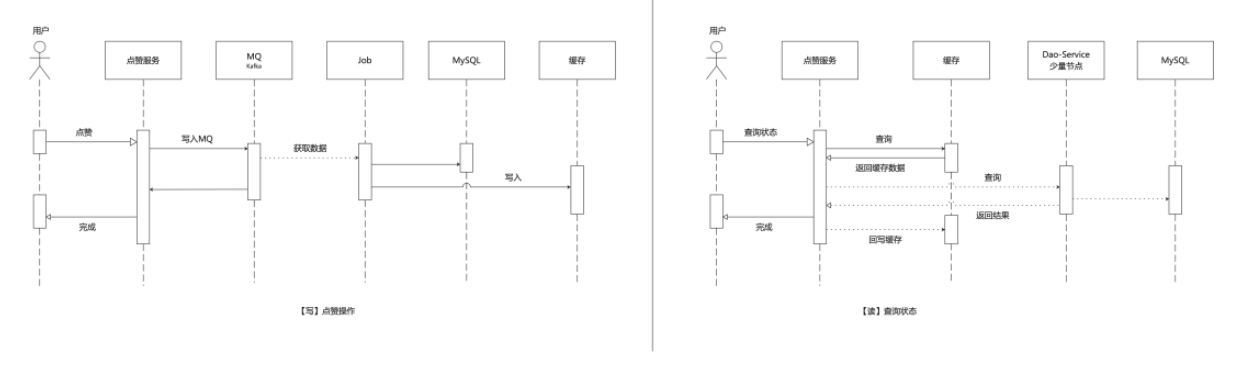 用户
点赞服务
MQ
Kafka
Job
MySQL
缓存
点赞
写入MQ
获取数据
写入
完成
【写】点赞操作
用户
点赞服务
缓存
Dao-Service
少量节点
MySQL
查询状态
查询
返回缓存数据
查询
返回结果
完成
回写缓存
【读】查询状态